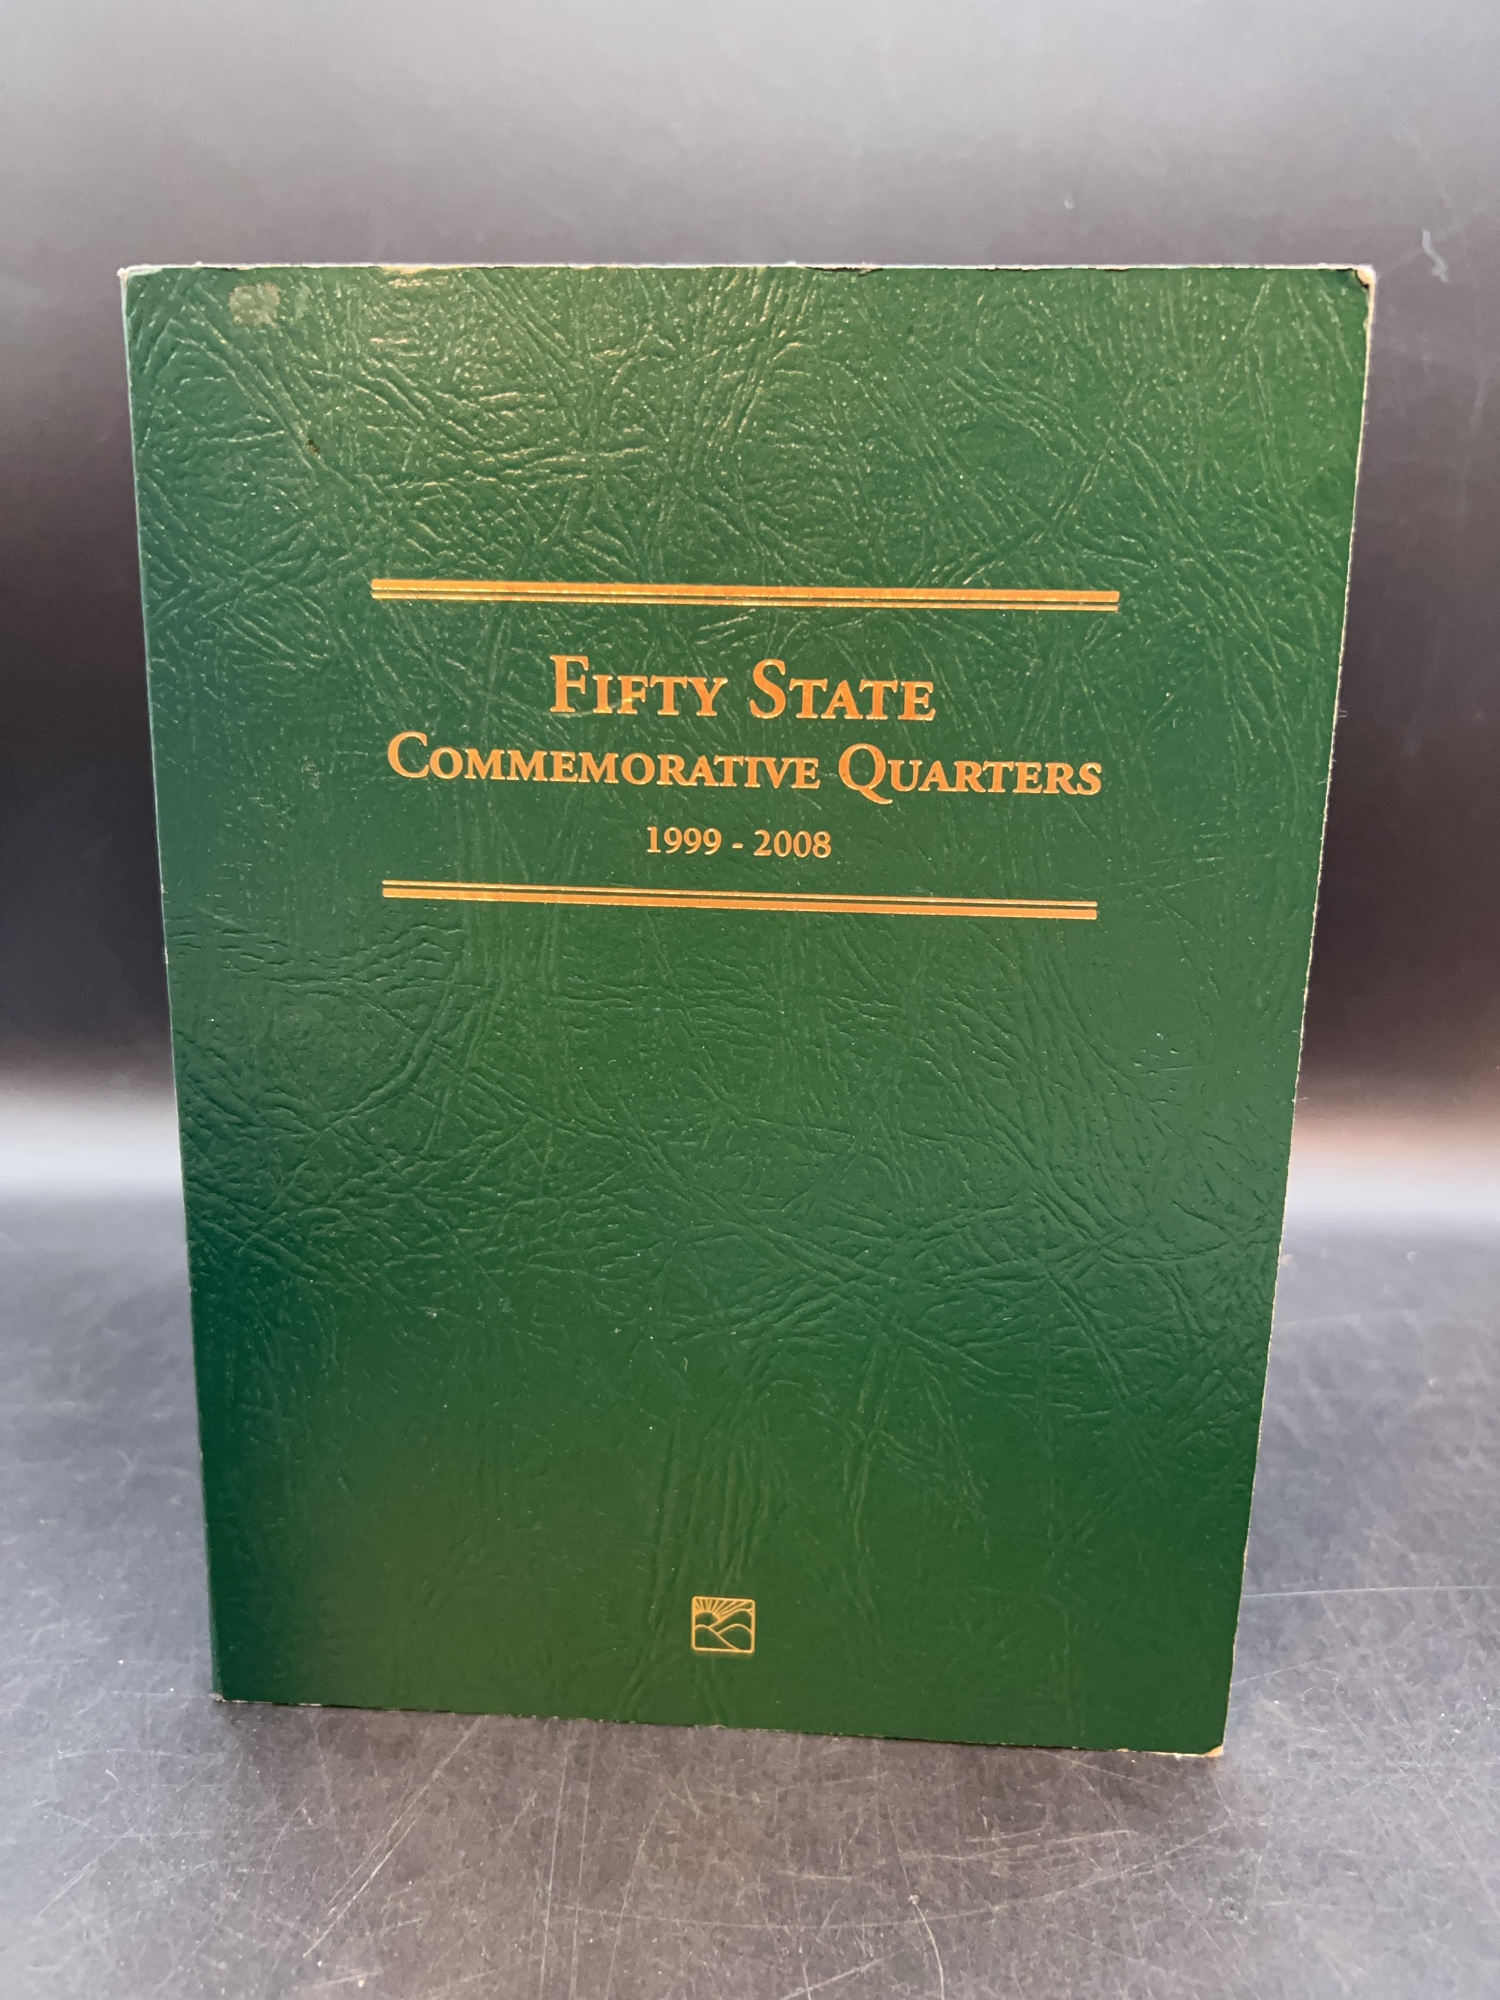 Fifty State
Commemorative Quarters
1999 - 2008